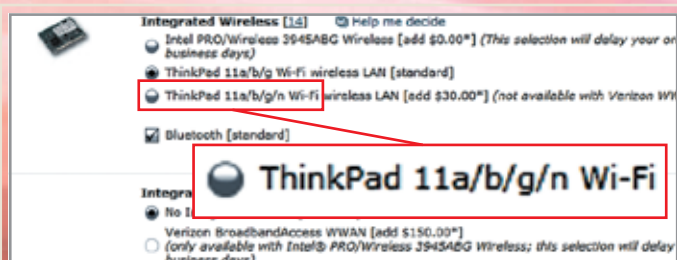 Integrated Wireless [14] Help me decide
Intel PRO/Wireless 3945ABG Wireless [add $0.00*] (This selection will delay your or
business days)
ThinkPad 11a/b/g Wi-Fi wireless LAN [standard]
ThinkPad 11a/b/g/n Wi-Fi wireless LAN [add $30.00*] (not available with Verizon WW
Bluetooth [standard]
ThinkPad 11a/b/g/n Wi-Fi
Integra
No I
Verizon BroadbandAccess WWAN [add $150.00*]
(only available with Intel® PRO/Wireless 3945ABG Wireless; this selection will delay
business days)